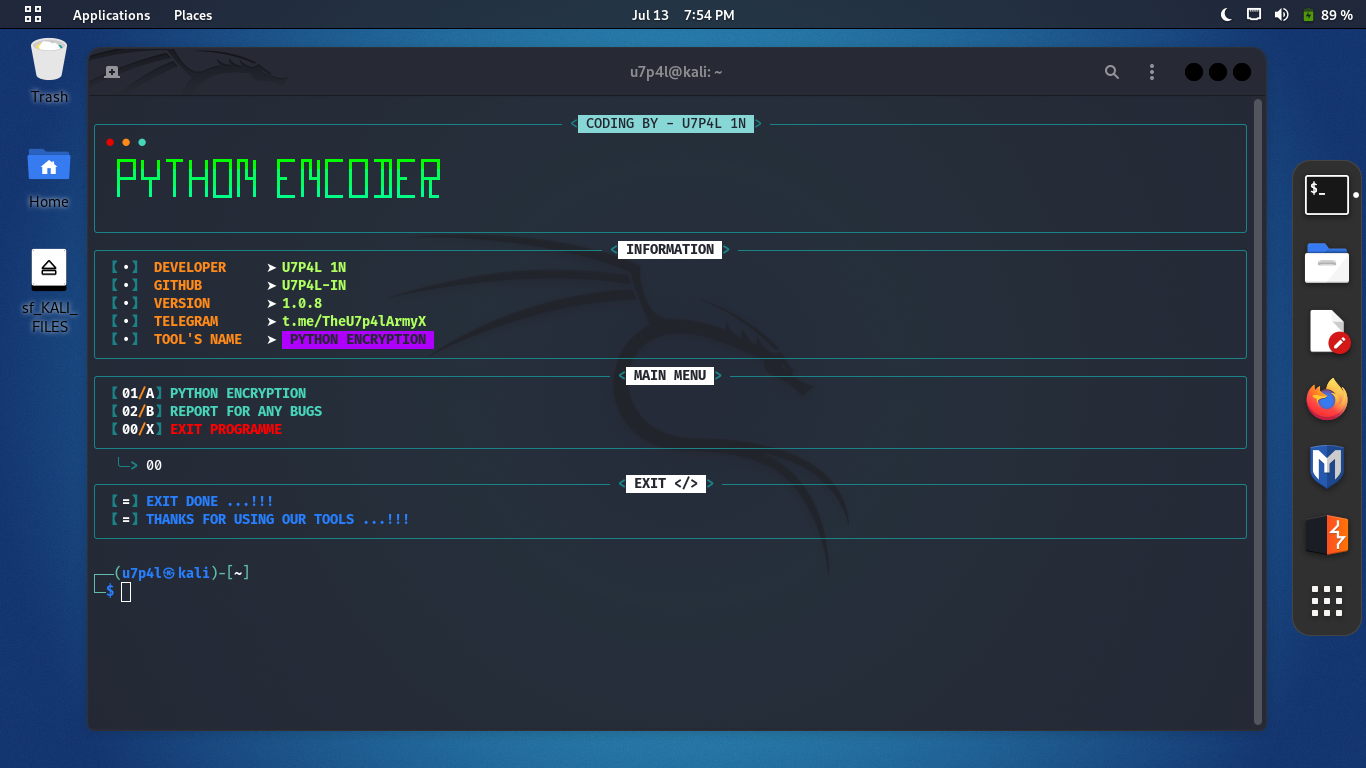 Applications Places Jul 13 7:54 PM 89 %
u7p4l@kali: ~
Trash
Home
sf_KALI_
FILES
$_
< CODING BY - U7P4L 1N >
PYTHON ENCODER
< INFORMATION >
【•】 DEVELOPER ➤ U7P4L 1N
【•】 GITHUB ➤ U7P4L-IN
【•】 VERSION ➤ 1.0.8
【•】 TELEGRAM ➤ t.me/TheU7p4lArmyX
【•】 TOOL'S NAME ➤ PYTHON ENCRYPTION
< MAIN MENU >
【01/A】PYTHON ENCRYPTION
【02/B】REPORT FOR ANY BUGS
【00/X】EXIT PROGRAMME
╰─> 00
< EXIT </> >
【=】EXIT DONE ...!!!
【=】THANKS FOR USING OUR TOOLS ...!!!
┌──(u7p4l㉿kali)-[~]
└─$